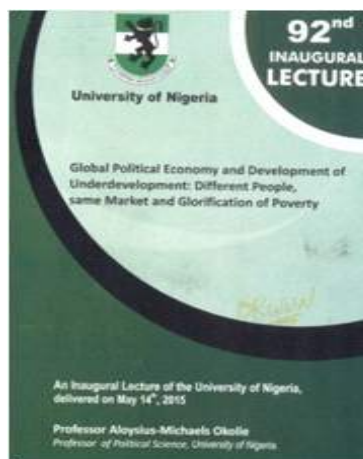 92nd
INAUGURAL
LECTURE
University of Nigeria
Global Political Economy and Development of
Underdevelopment: Different People,
same Market and Glorification of Poverty
An Inaugural Lecture of the University of Nigeria,
delivered on May 14th, 2015
Professor Aloysius-Michaels Okolie
Professor of Political Science, University of Nigeria